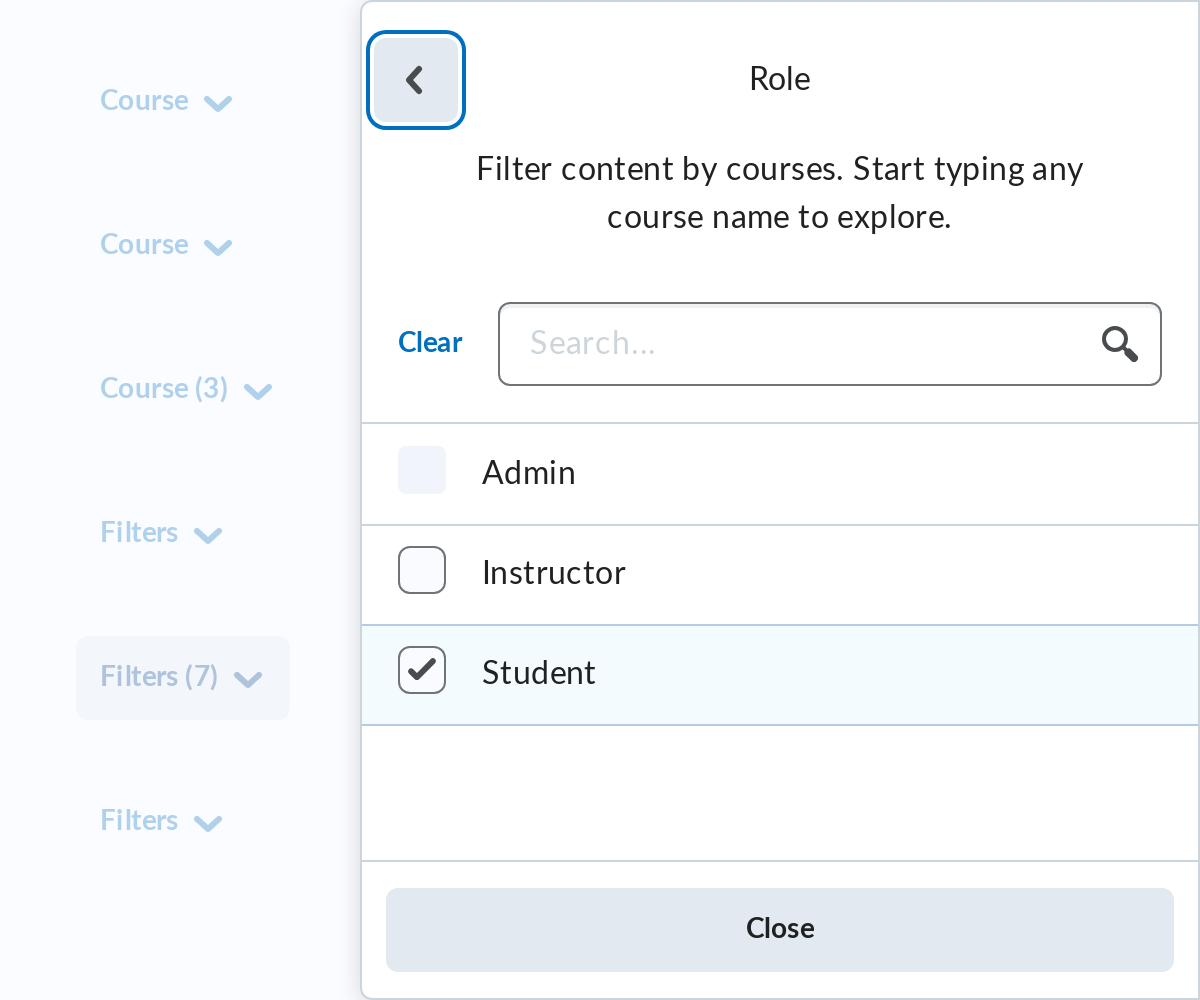 Course
Course
Course (3)
Filters
Filters (7)
Filters
Role
Filter content by courses. Start typing any
course name to explore.
Clear
Search...
Admin
Instructor
Student
Close